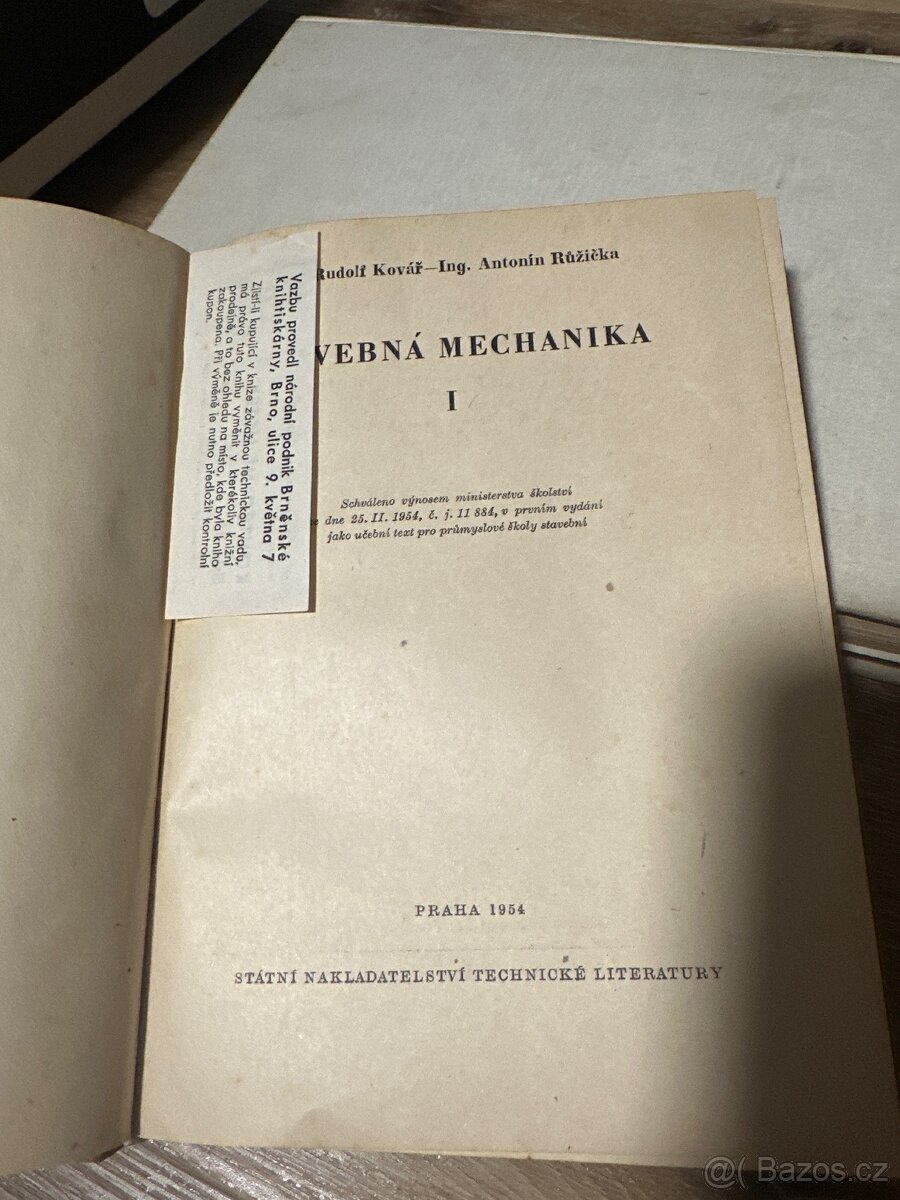 Rudolf Kovář—Ing. Antonín Růžička
VEBNÁ MECHANIKA
I
Schváleno výnosem ministerstva školství
dne 25. II. 1954, č. j. 11 884, v prvním vydání
jako učební text pro průmyslové školy stavební
PRAHA 1954
STÁTNÍ NAKLADATELSTVÍ TECHNICKÉ LITERATURY
Vazbu provedl národní podnik Brněnské
knihtiskárny, Brno, ulice 9. května 7
Zjistí-li kupující v knize závažnou technickou vadu,
má právo tuto knihu vyměnit v kterékoliv knižní
prodejně, a to bez ohledu na místo, kde byla kniha
zakoupena. Při výměně je nutno předložit kontrolní
kupon.
@( Bazos.cz